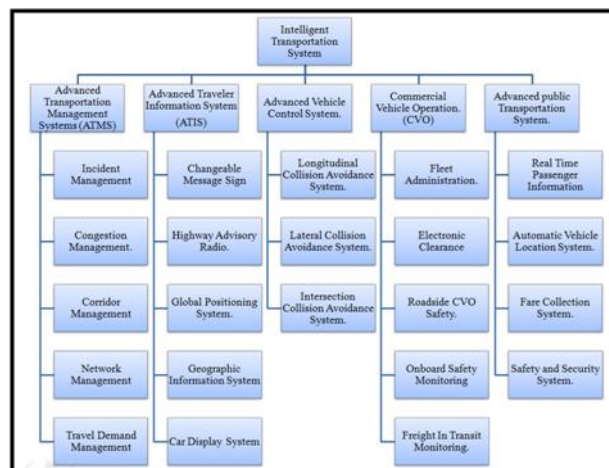 Intelligent
Transportation
System
Advanced
Transportation
Management
Systems (ATMS)
Incident
Management
Congestion
Management.
Corridor
Management
Network
Management
Travel Demand
Management
Advanced Traveler
Information System
(ATIS)
Changeable
Message Sign
Highway Advisory
Radio.
Global Positioning
System.
Geographic
Information System
Car Display System
Advanced Vehicle
Control System.
Longitudinal
Collision Avoidance
System.
Lateral Collision
Avoidance System.
Intersection
Collision Avoidance
System.
Commercial
Vehicle Operation.
(CVO)
Fleet
Administration.
Electronic
Clearance
Roadside CVO
Safety.
Onboard Safety
Monitoring
Freight In Transit
Monitoring.
Advanced public
Transportation
System.
Real Time
Passenger
Information
Automatic Vehicle
Location System.
Fare Collection
System.
Safety and Security
System.